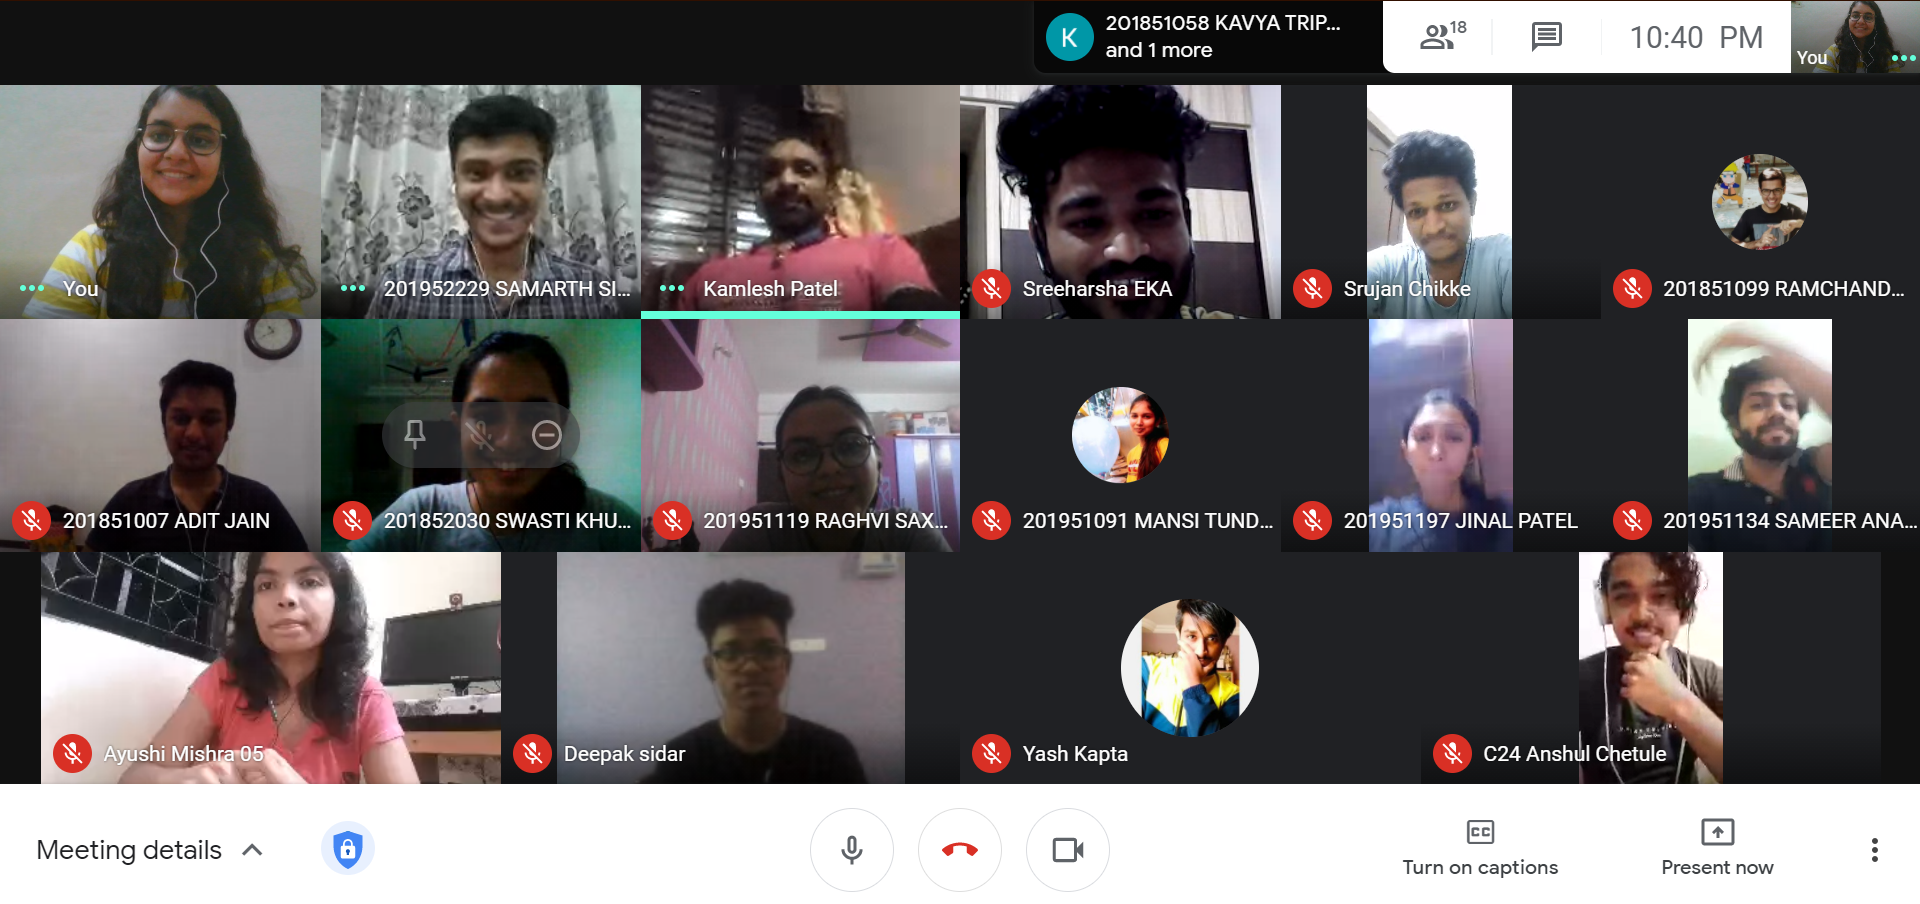 K
201851058 KAVYA TRIP...
and 1 more
18
10:40 PM
You
You
201952229 SAMARTH SI...
Kamlesh Patel
Sreeharsha EKA
Srujan Chikke
201851099 RAMCHAND...
201851007 ADIT JAIN
201852030 SWASTI KHU...
201951119 RAGHVI SAX...
201951091 MANSI TUND...
201951197 JINAL PATEL
201951134 SAMEER ANA...
Ayushi Mishra 05
Deepak sidar
Yash Kapta
C24 Anshul Chetule
Meeting details
CC
Turn on captions
Present now